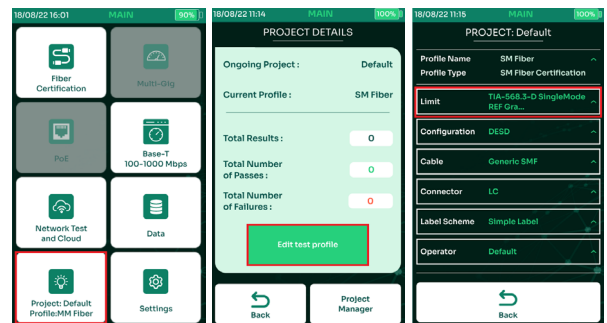 18/08/22 16:01 MAIN 90%
Fiber
Certification
Multi-Gig
PoE
Base-T
100-1000 Mbps
Network Test
and Cloud
Data
Project: Default
Profile:MM Fiber
Settings
18/08/22 11:14 MAIN 100%
PROJECT DETAILS
Ongoing Project : Default
Current Profile : SM Fiber
Total Results : 0
Total Number
of Passes : 0
Total Number
of Failures : 0
Edit test profile
Back
Project
Manager
18/08/22 11:15 MAIN 100%
PROJECT: Default
Profile Name SM Fiber
Profile Type SM Fiber Certification
Limit TIA-568.3-D SingleMode
REF Gra...
Configuration DESD
Cable Generic SMF
Connector LC
Label Scheme Simple Label
Operator Default
Back